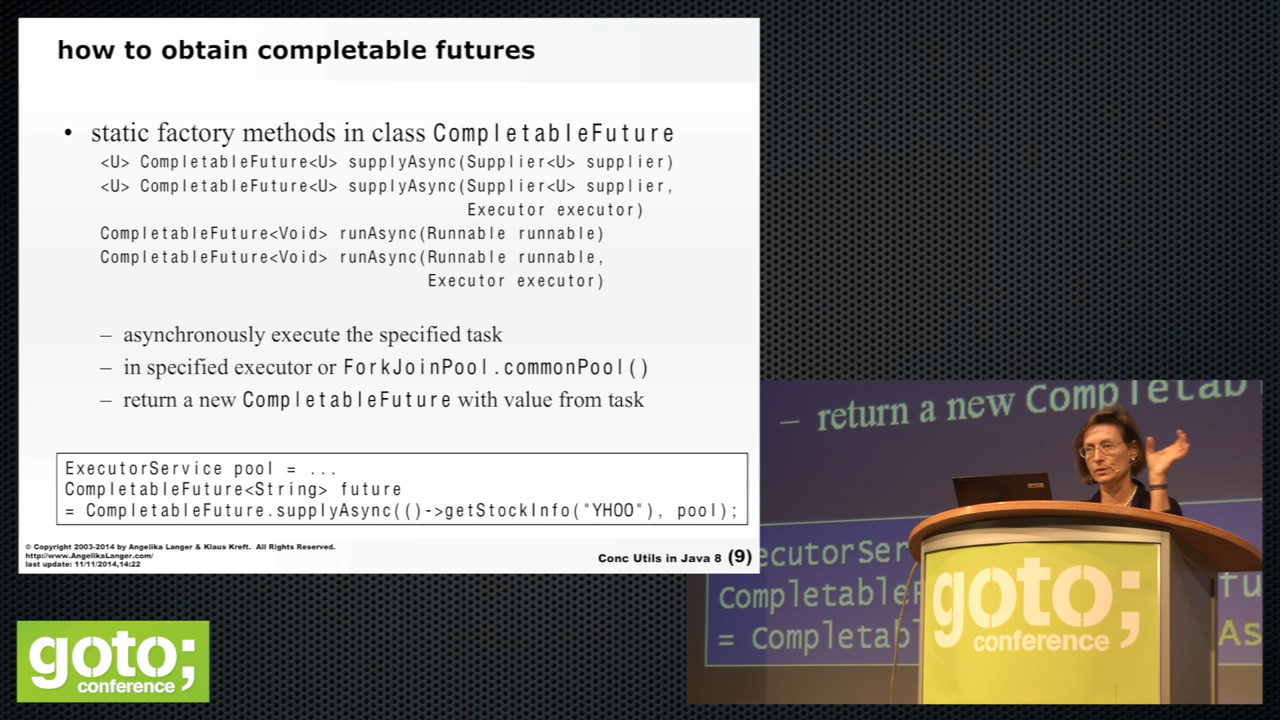 how to obtain completable futures
• static factory methods in class CompletableFuture
<U> CompletableFuture<U> supplyAsync(Supplier<U> supplier)
<U> CompletableFuture<U> supplyAsync(Supplier<U> supplier,
Executor executor)
CompletableFuture<Void> runAsync(Runnable runnable)
CompletableFuture<Void> runAsync(Runnable runnable,
Executor executor)
– asynchronously execute the specified task
– in specified executor or ForkJoinPool.commonPool()
– return a new CompletableFuture with value from task
ExecutorService pool = ...
CompletableFuture<String> future
= CompletableFuture.supplyAsync(()->getStockInfo("YHOO"), pool);
© Copyright 2003-2014 by Angelika Langer & Klaus Kreft. All Rights Reserved.
http://www.AngelikaLanger.com/
last update: 11/11/2014,14:22
Conc Utils in Java 8 (9)
– return a new Completab
ecutorSer
CompletableF fu
= Completab As
goto;
conference
goto;
conference